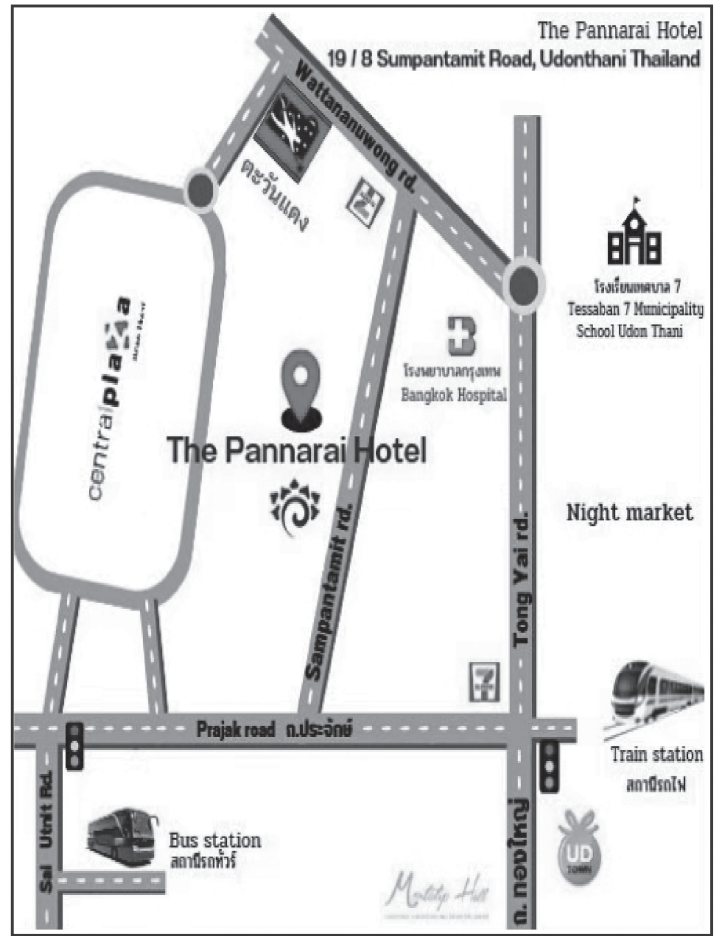 The Pannarai Hotel
19 / 8 Sumpantamit Road, Udonthani Thailand
Wattananuwong rd.
ตะวันแดง
โรงเรียนเทศบาล 7
Tessaban 7 Municipality
School Udon Thani
centralplaza
โรงพยาบาลกรุงเทพ
Bangkok Hospital
The Pannarai Hotel
Night market
Sampantamit rd.
Tong Yai rd.
7
Prajak road ถ.ประจักษ์
Train station
สถานีรถไฟ
Sai Utnit Rd.
Bus station
สถานีรถทัวร์
ถ. ทองใหญ่
UD
TOWN